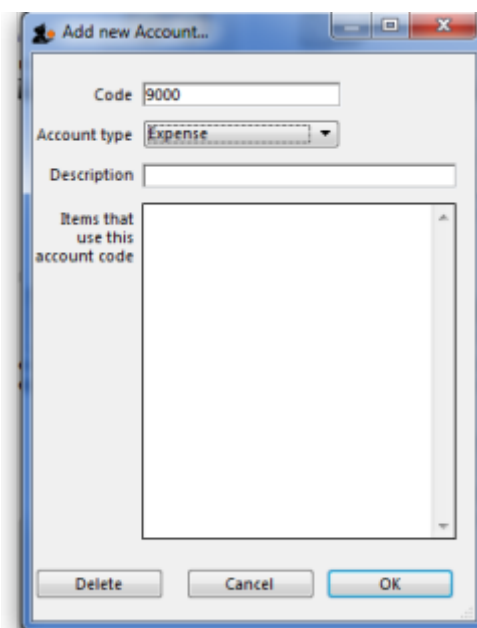 Add new Account...
Code 9000
Account type Expense
Description
Items that
use this
account code
Delete Cancel OK